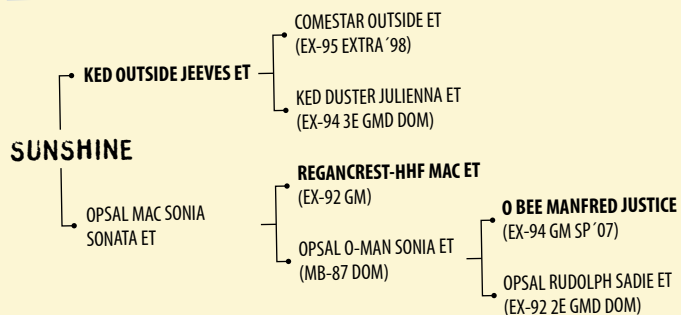 COMESTAR OUTSIDE ET
(EX-95 EXTRA´98)
KED OUTSIDE JEEVES ET
KED DUSTER JULIENNA ET
(EX-94 3E GMD DOM)
SUNSHINE
REGANCREST-HHF MAC ET
(EX-92 GM)
OPSAL MAC SONIA
SONATA ET
O BEE MANFRED JUSTICE
(EX-94 GM SP´07)
OPSAL O-MAN SONIA ET
(MB-87 DOM)
OPSAL RUDOLPH SADIE ET
(EX-92 2E GMD DOM)